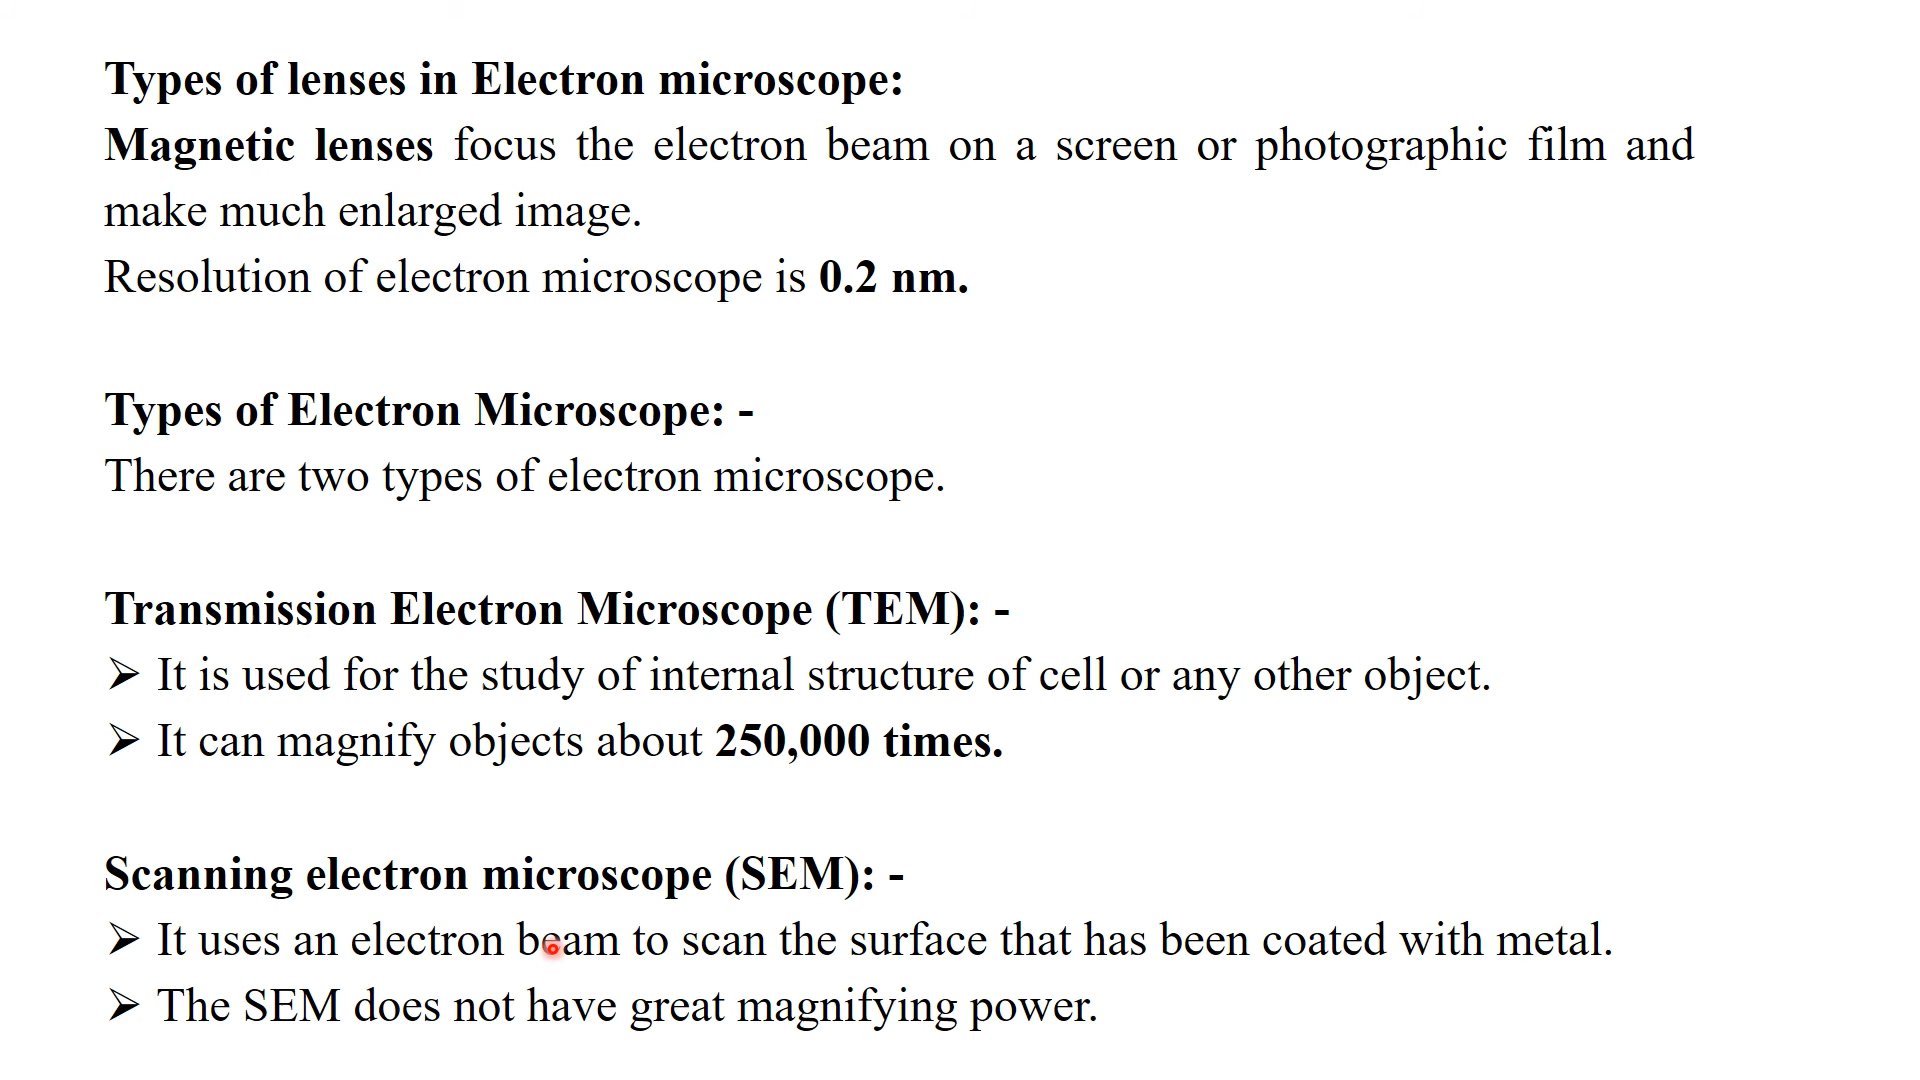 Types of lenses in Electron microscope:
Magnetic lenses focus the electron beam on a screen or photographic film and
make much enlarged image.
Resolution of electron microscope is 0.2 nm.
Types of Electron Microscope: -
There are two types of electron microscope.
Transmission Electron Microscope (TEM): -
➢ It is used for the study of internal structure of cell or any other object.
➢ It can magnify objects about 250,000 times.
Scanning electron microscope (SEM): -
➢ It uses an electron beam to scan the surface that has been coated with metal.
➢ The SEM does not have great magnifying power.